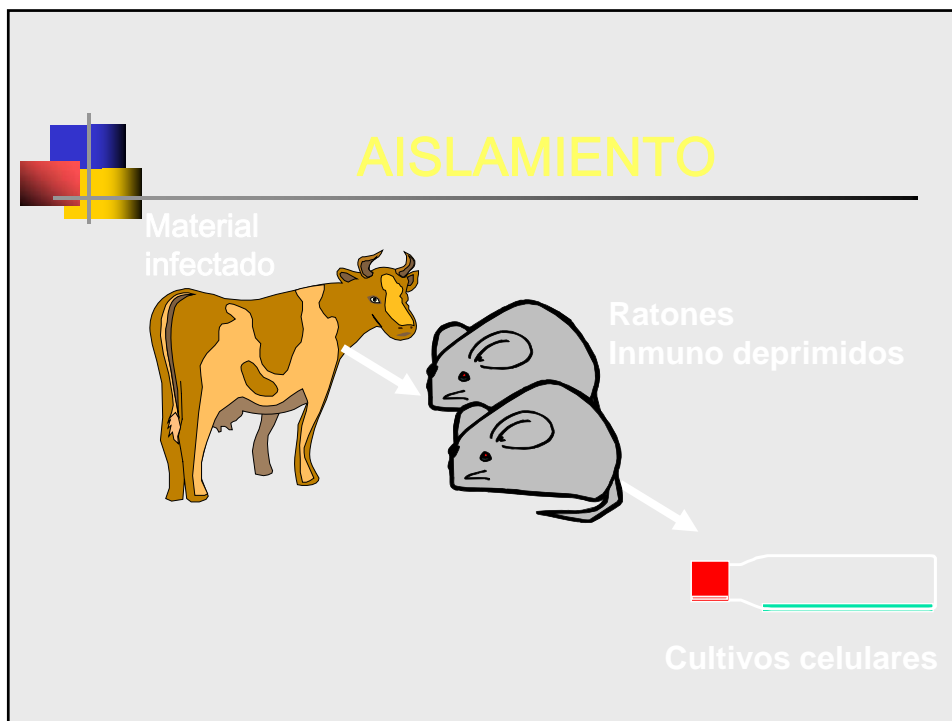 AISLAMIENTO
Material
infectado
Ratones
Inmuno deprimidos
Cultivos celulares